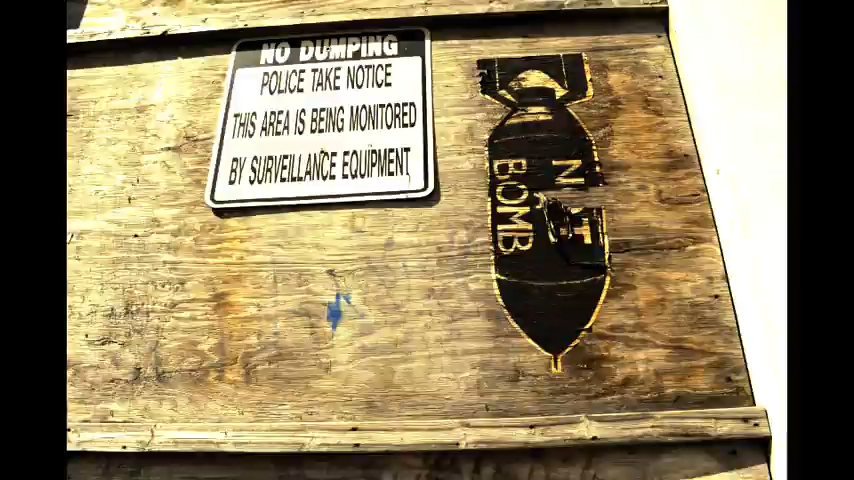 NO DUMPING
POLICE TAKE NOTICE
THIS AREA IS BEING MONITORED
BY SURVEILLANCE EQUIPMENT
BOMB